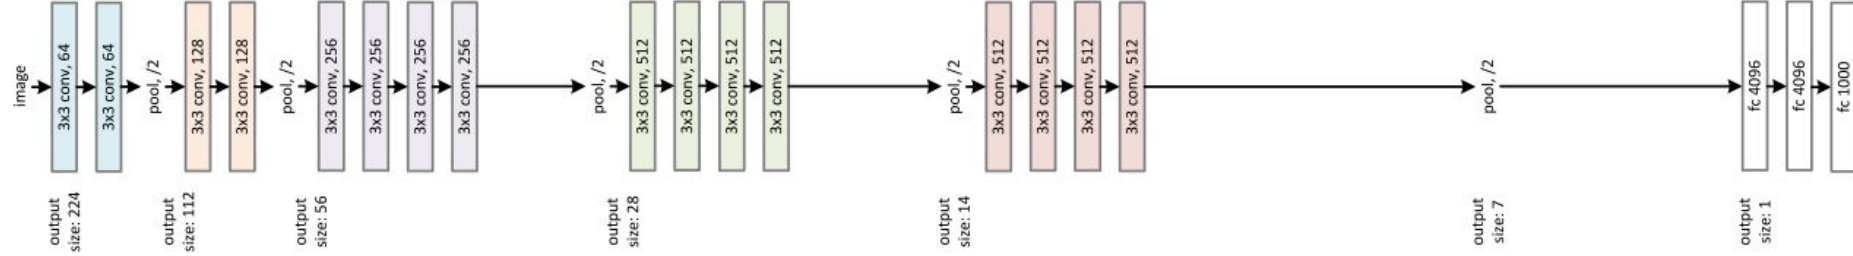 image
3x3 conv, 64
3x3 conv, 64
pool, /2
3x3 conv, 128
3x3 conv, 128
pool, /2
3x3 conv, 256
3x3 conv, 256
3x3 conv, 256
3x3 conv, 256
pool, /2
3x3 conv, 512
3x3 conv, 512
3x3 conv, 512
3x3 conv, 512
pool, /2
3x3 conv, 512
3x3 conv, 512
3x3 conv, 512
3x3 conv, 512
pool, /2
fc 4096
fc 4096
fc 1000
output
size: 224
output
size: 112
output
size: 56
output
size: 28
output
size: 14
output
size: 7
output
size: 1